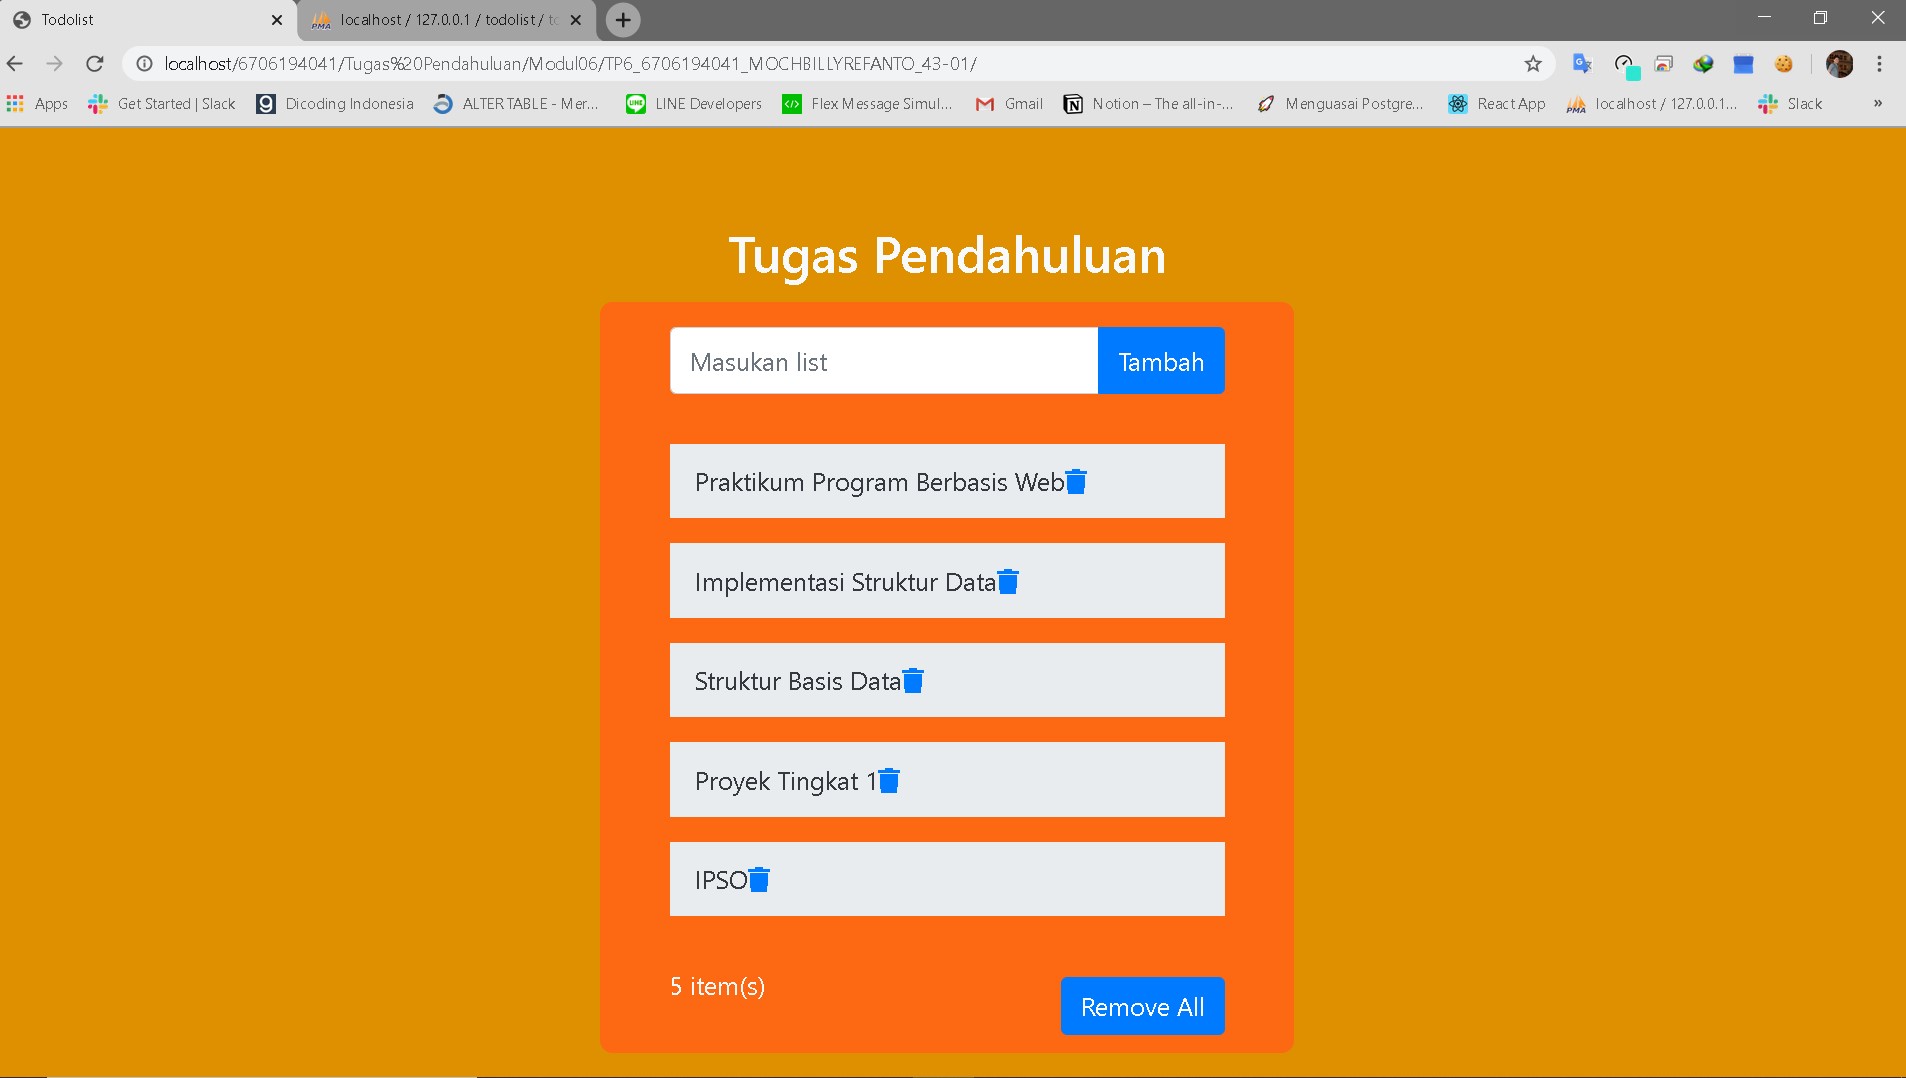 Todolist
localhost / 127.0.0.1 / todolist / to
localhost/6706194041/Tugas%20Pendahuluan/Modul06/TP6_6706194041_MOCHBILLYREFANTO_43-01/
Apps
Get Started | Slack
Dicoding Indonesia
ALTER TABLE - Mer...
LINE Developers
Flex Message Simul...
Gmail
Notion – The all-in-...
Menguasai Postgre...
React App
localhost / 127.0.0.1...
Slack
»
Tugas Pendahuluan
Masukan list
Tambah
Praktikum Program Berbasis Web
Implementasi Struktur Data
Struktur Basis Data
Proyek Tingkat 1
IPSO
5 item(s)
Remove All